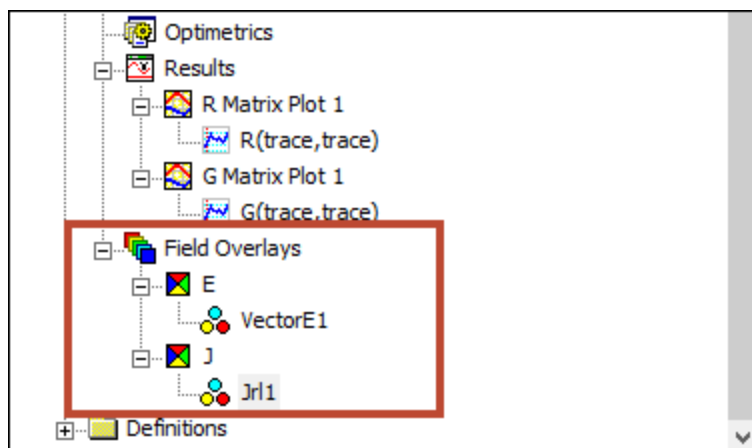 Optimetrics
Results
R Matrix Plot 1
R(trace,trace)
G Matrix Plot 1
G(trace,trace)
Field Overlays
E
VectorE1
J
Jrl1
Definitions